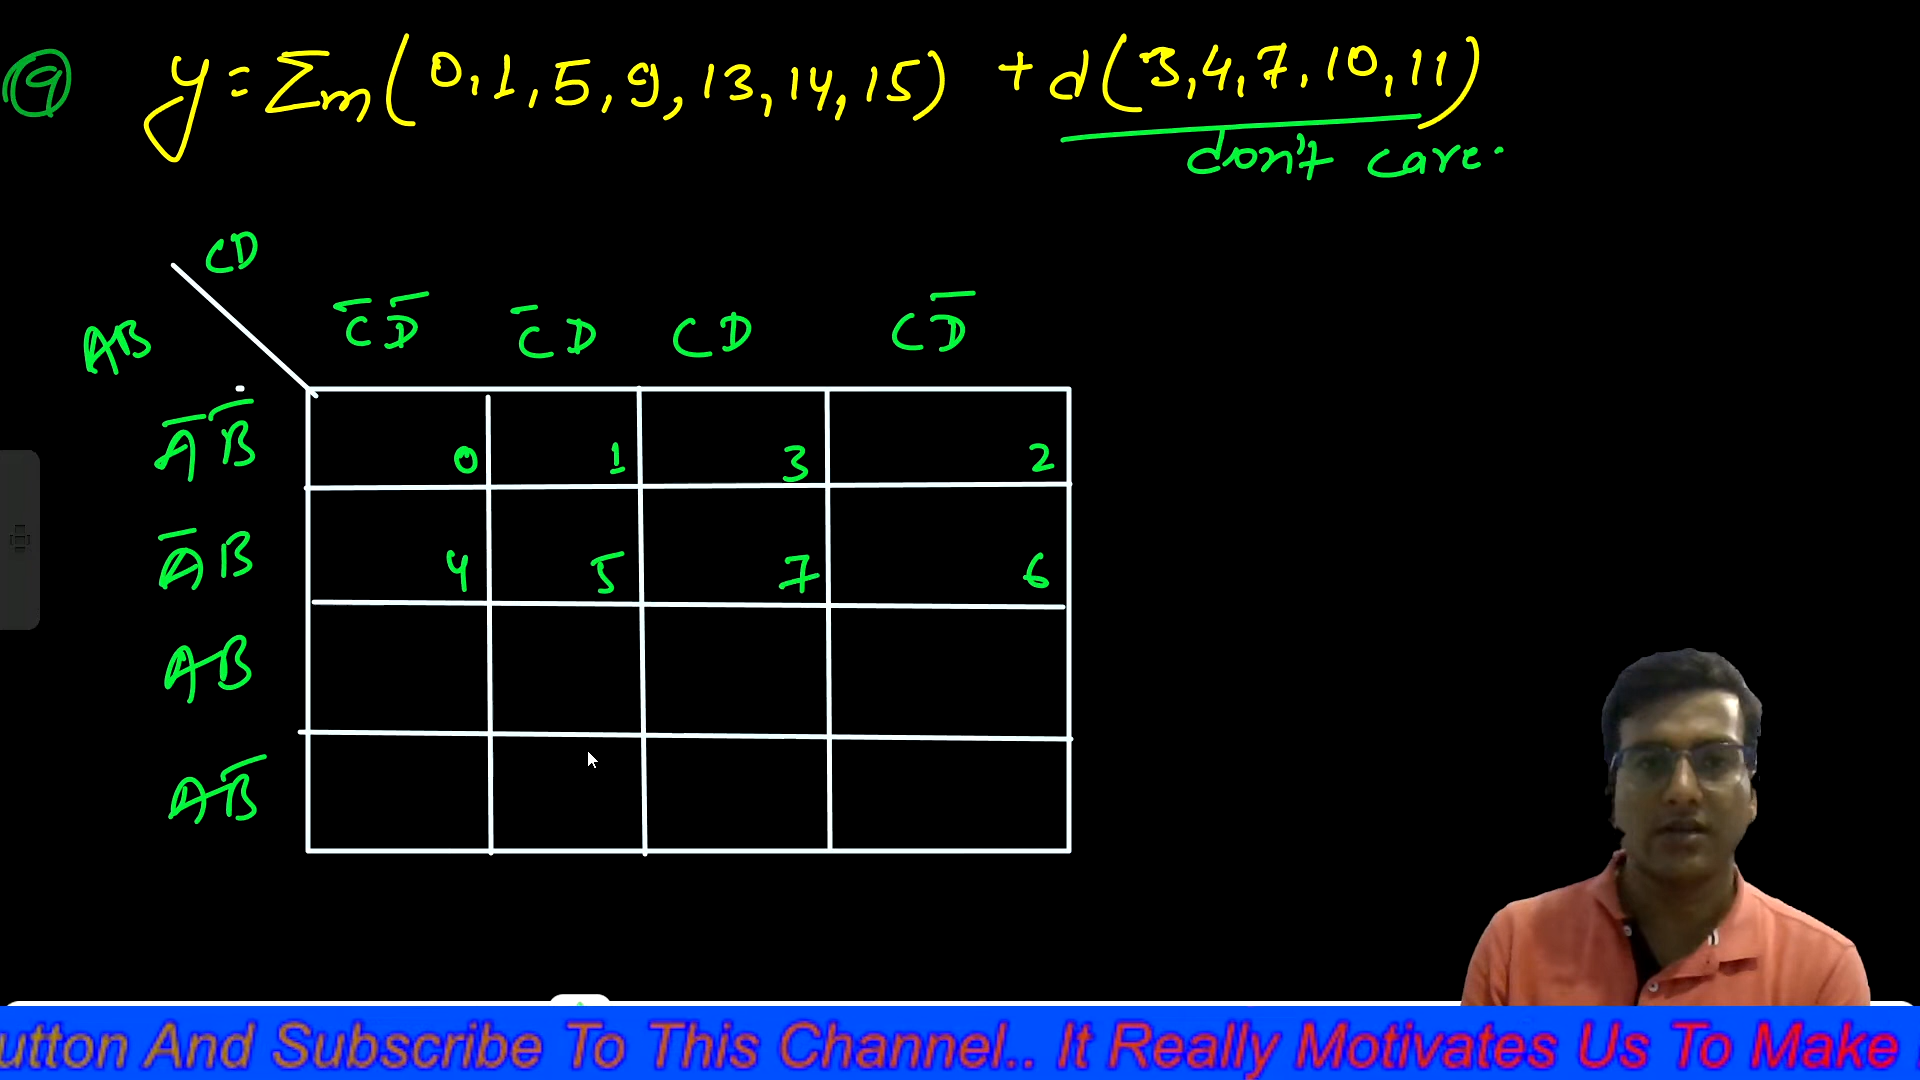 9 y = Σm(0,1,5,9,13,14,15) + d(3,4,7,10,11)
don't care.
CD
AB
C̅D̅ C̅D CD CD̅
A̅B̅ 0 1 3 2
A̅B 4 5 7 6
AB
AB̅
utton And Subscribe To This Channel.. It Really Motivates Us To Make